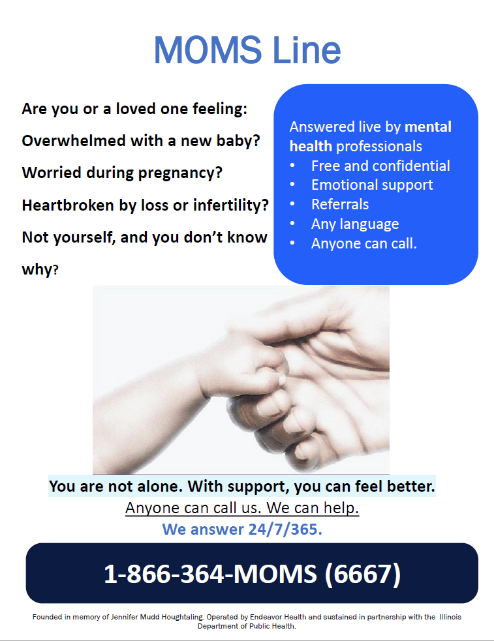 MOMS Line
Are you or a loved one feeling:
Overwhelmed with a new baby?
Worried during pregnancy?
Heartbroken by loss or infertility?
Not yourself, and you don’t know
why?
Answered live by mental
health professionals
• Free and confidential
• Emotional support
• Referrals
• Any language
• Anyone can call.
You are not alone. With support, you can feel better.
Anyone can call us. We can help.
We answer 24/7/365.
1-866-364-MOMS (6667)
Founded in memory of Jennifer Mudd Houghtaling. Operated by Endeavor Health and sustained in partnership with the Illinois
Department of Public Health.